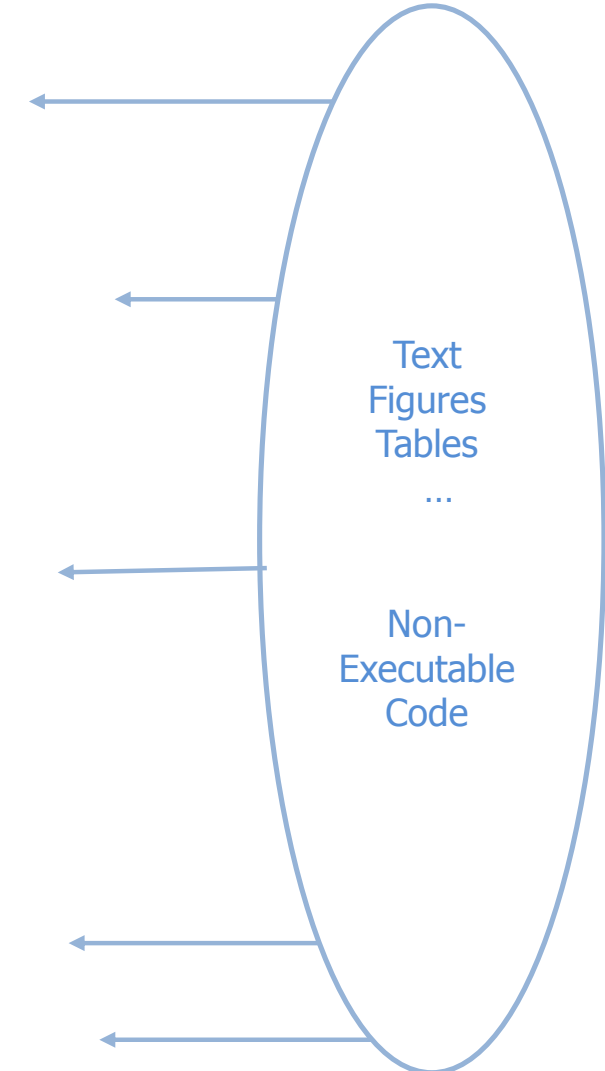 Text
Figures
Tables
…
Non-
Executable
Code